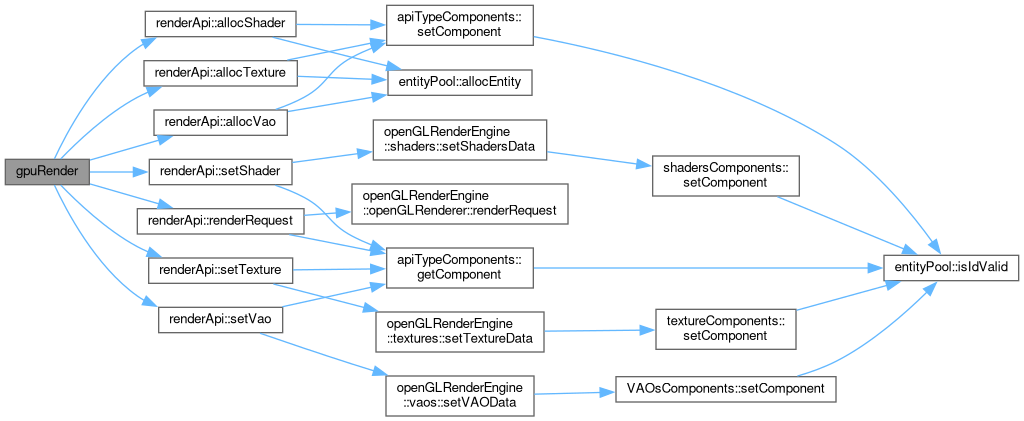 gpuRender
renderApi::allocShader
renderApi::allocTexture
renderApi::allocVao
renderApi::setShader
renderApi::renderRequest
renderApi::setTexture
renderApi::setVao
apiTypeComponents::
setComponent
entityPool::allocEntity
openGLRenderEngine
::shaders::setShadersData
openGLRenderEngine
::openGLRenderer::renderRequest
apiTypeComponents::
getComponent
openGLRenderEngine
::textures::setTextureData
openGLRenderEngine
::vaos::setVAOData
shadersComponents::
setComponent
textureComponents::
setComponent
VAOsComponents::setComponent
entityPool::isIdValid